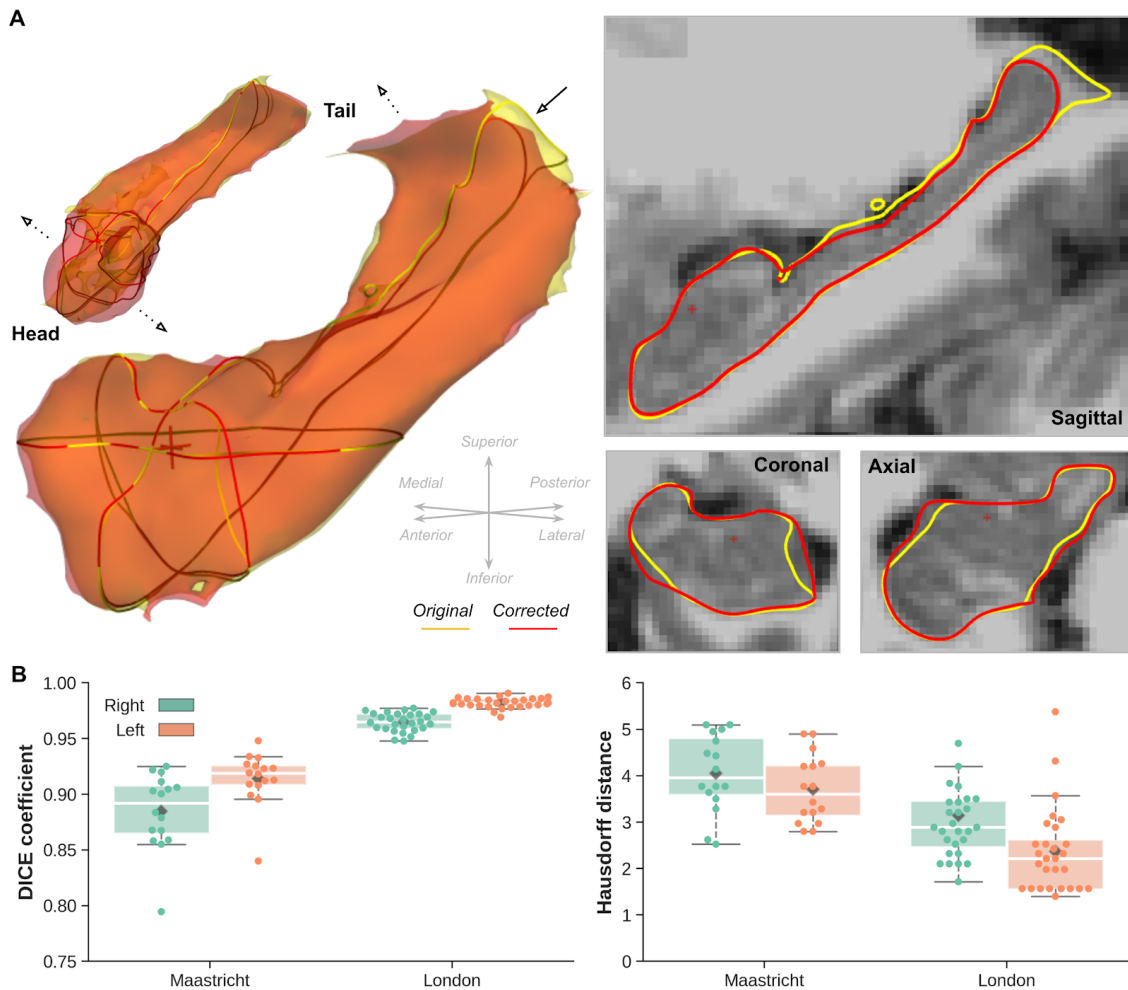 A
Tail
Head
Superior
Medial
Posterior
Anterior
Lateral
Inferior
Original
Corrected
Sagittal
Coronal
Axial
B
DICE coefficient
1.00
0.95
0.90
0.85
0.80
0.75
Right
Left
Maastricht
London
Hausdorff distance
6
5
4
3
2
1
0
Maastricht
London